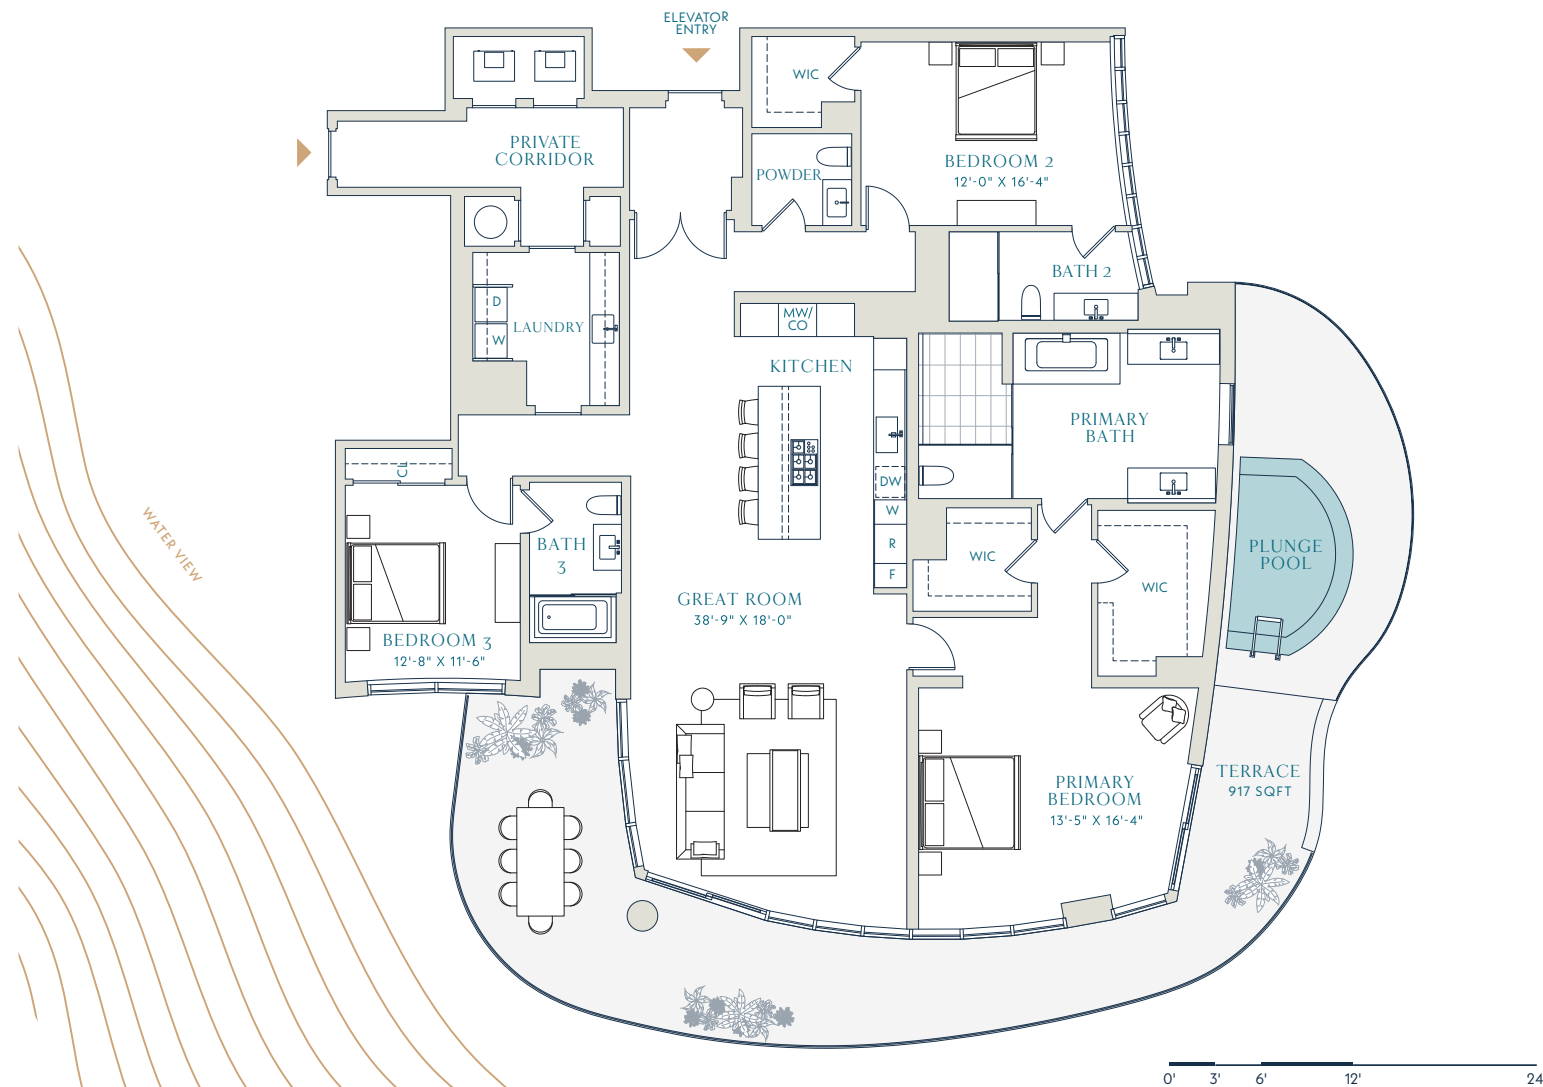 ELEVATOR
ENTRY
WIC
PRIVATE
CORRIDOR
POWDER
BEDROOM 2
12'-0" X 16'-4"
BATH 2
D
W
LAUNDRY
MW/
CO
KITCHEN
PRIMARY
BATH
CL
DW
W
R
F
WATER VIEW
BATH
3
WIC
WIC
PLUNGE
POOL
GREAT ROOM
38'-9" X 18'-0"
BEDROOM 3
12'-8" X 11'-6"
PRIMARY
BEDROOM
13'-5" X 16'-4"
TERRACE
917 SQFT
0' 3' 6' 12' 24